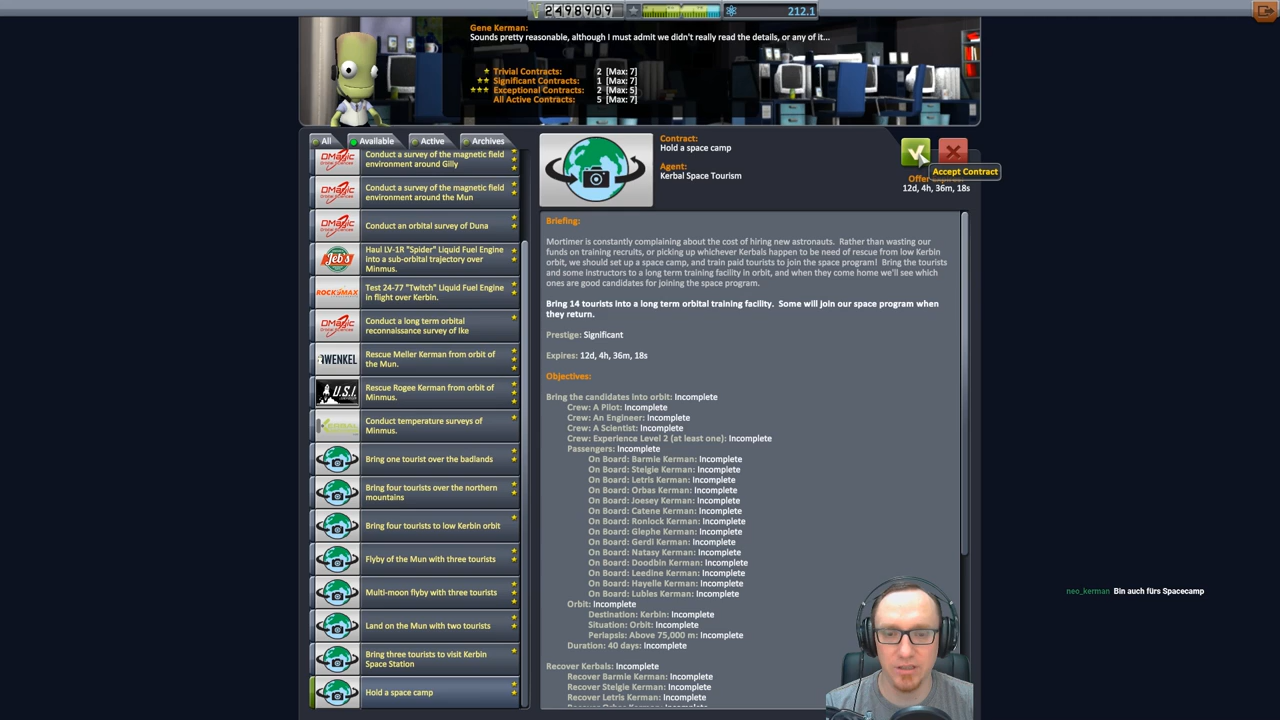 2498909
212.1
Gene Kerman:
Sounds pretty reasonable, although I must admit we didn't really read the details, or any of it...
Trivial Contracts: 2 [Max: 7]
Significant Contracts: 1 [Max: 7]
Exceptional Contracts: 2 [Max: 5]
All Active Contracts: 5 [Max: 7]
All
Available
Active
Archives
DMagic
Conduct a survey of the magnetic field
environment around Gilly
DMagic
Conduct a survey of the magnetic field
environment around the Mun
DMagic
Conduct an orbital survey of Duna
Jeb's
Haul LV-1R "Spider" Liquid Fuel Engine
into a sub-orbital trajectory over
Minmus.
ROCKOMAX
Test 24-77 "Twitch" Liquid Fuel Engine
in flight over Kerbin.
DMagic
Conduct a long term orbital
reconnaissance survey of Ike
WENKEL
Rescue Meller Kerman from orbit of
the Mun.
U.S.I.
Rescue Rogee Kerman from orbit of
Minmus.
Conduct temperature surveys of
Minmus.
Bring one tourist over the badlands
Bring four tourists over the northern
mountains
Bring four tourists to low Kerbin orbit
Flyby of the Mun with three tourists
Multi-moon flyby with three tourists
Land on the Mun with two tourists
Bring three tourists to visit Kerbin
Space Station
Hold a space camp
Contract:
Hold a space camp
Agent:
Kerbal Space Tourism
Accept Contract
Offer
12d, 4h, 36m, 18s
Briefing:
Mortimer is constantly complaining about the cost of hiring new astronauts. Rather than wasting our
funds on training recruits, or picking up whichever Kerbals happen to be need of rescue from low Kerbin
orbit, we should set up a space camp, and train paid tourists to join the space program! Bring the tourists
and some instructors to a long term training facility in orbit, and when they come home we'll see which
ones are good candidates for joining the space program.
Bring 14 tourists into a long term orbital training facility. Some will join our space program when
they return.
Prestige: Significant
Expires: 12d, 4h, 36m, 18s
Objectives:
Bring the candidates into orbit: Incomplete
Crew: A Pilot: Incomplete
Crew: An Engineer: Incomplete
Crew: A Scientist: Incomplete
Crew: Experience Level 2 (at least one): Incomplete
Passengers: Incomplete
On Board: Barmie Kerman: Incomplete
On Board: Stelgie Kerman: Incomplete
On Board: Letris Kerman: Incomplete
On Board: Orbas Kerman: Incomplete
On Board: Joesey Kerman: Incomplete
On Board: Catene Kerman: Incomplete
On Board: Ronlock Kerman: Incomplete
On Board: Glephe Kerman: Incomplete
On Board: Gerdi Kerman: Incomplete
On Board: Natasy Kerman: Incomplete
On Board: Doodbin Kerman: Incomplete
On Board: Leedine Kerman: Incomplete
On Board: Hayelle Kerman: Incomplete
On Board: Lubles Kerman: Incomplete
Orbit: Incomplete
Destination: Kerbin: Incomplete
Situation: Orbit: Incomplete
Periapsis: Above 75,000 m: Incomplete
Duration: 40 days: Incomplete
Recover Kerbals: Incomplete
Recover Barmie Kerman: Incomplete
Recover Stelgie Kerman: Incomplete
Recover Letris Kerman: Incomplete
neo_kerman Bin auch fürs Spacecamp